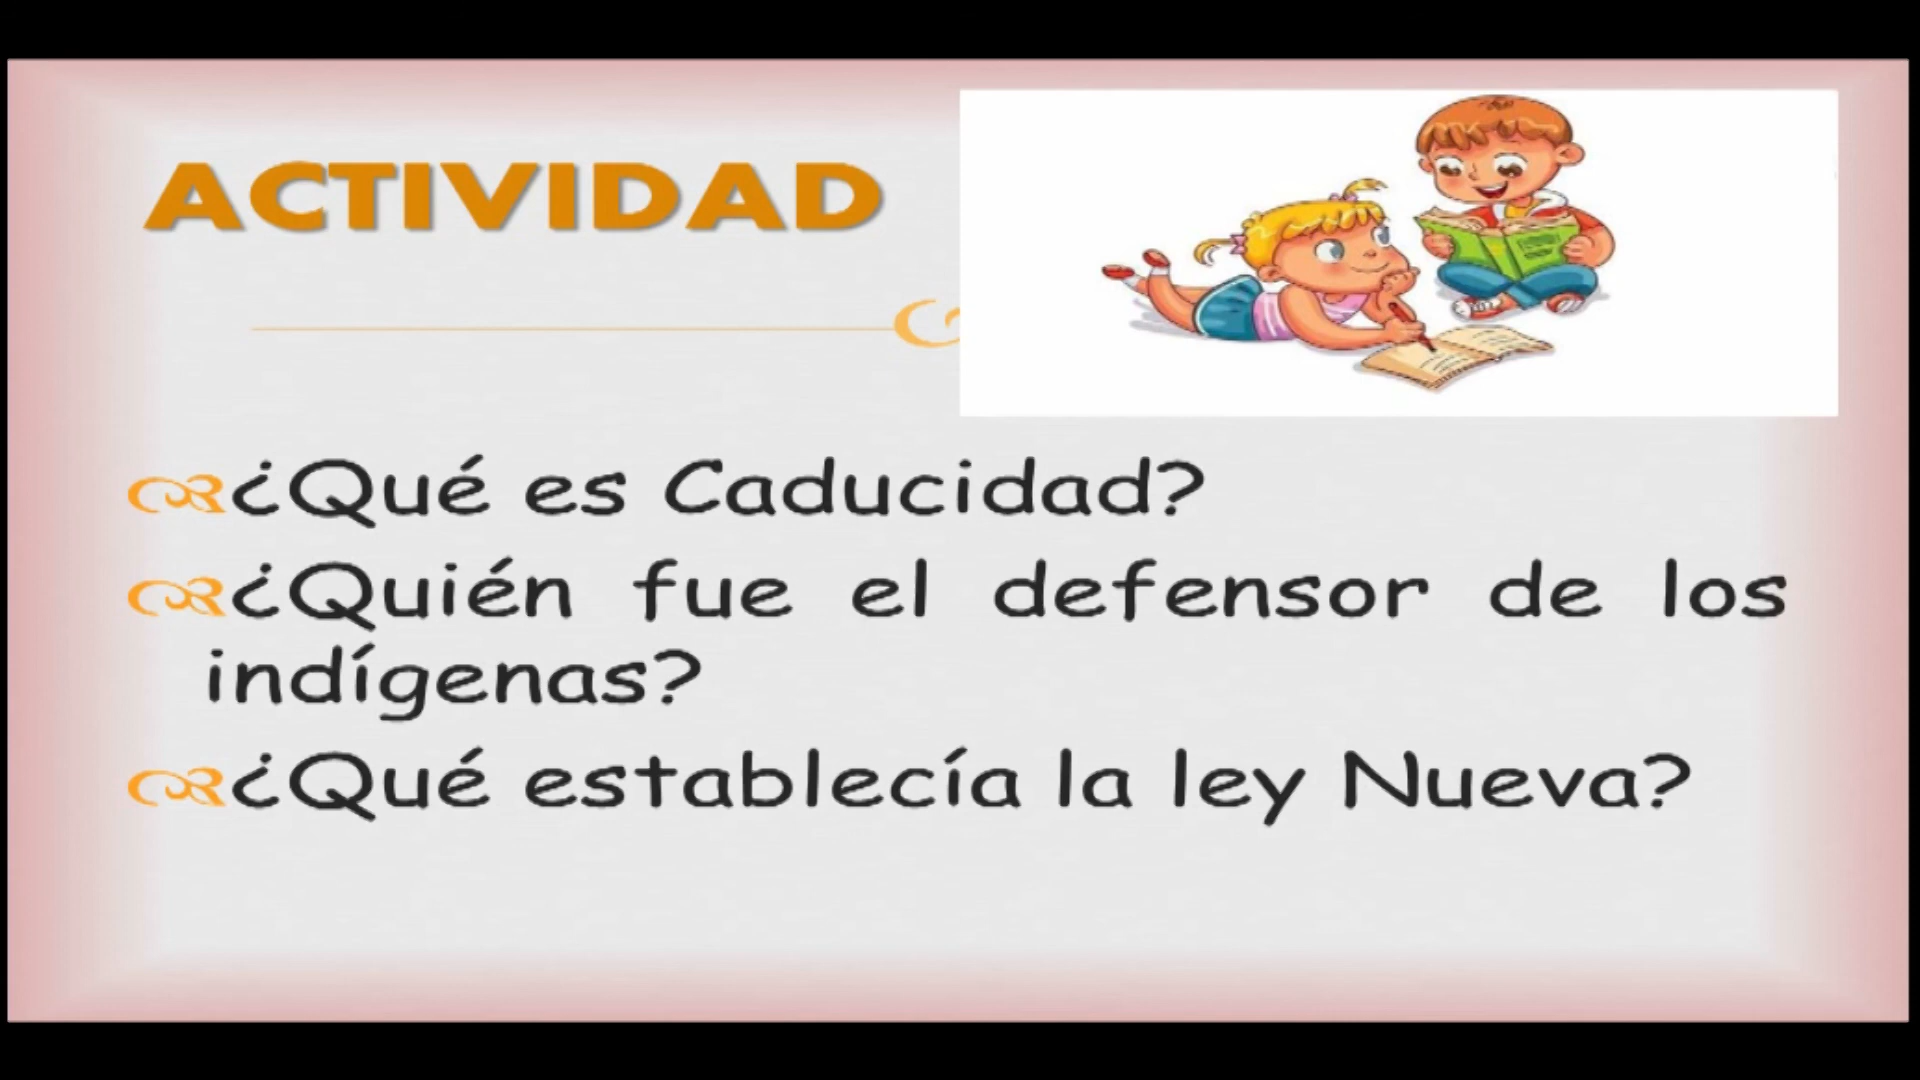 ACTIVIDAD
¿Qué es Caducidad?
¿Quién fue el defensor de los
indígenas?
¿Qué establecía la ley Nueva?